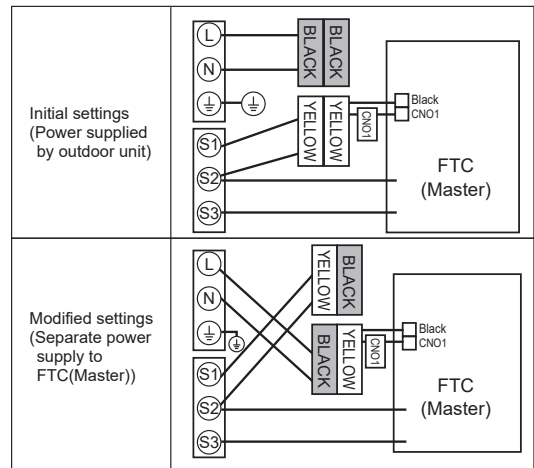 Initial settings
(Power supplied
by outdoor unit)
L
N
S1
S2
S3
BLACK
BLACK
YELLOW
YELLOW
CNO1
Black
CNO1
FTC
(Master)
Modified settings
(Separate power
supply to
FTC(Master))
L
N
S1
S2
S3
YELLOW
BLACK
BLACK
YELLOW
CNO1
Black
CNO1
FTC
(Master)